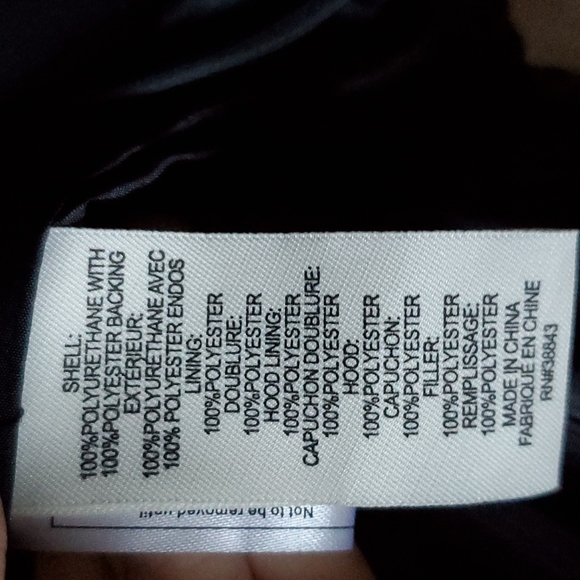 SHELL:
100%POLYURETHANE WITH
100%POLYESTER BACKING
EXTÉRIEUR:
100%POLYURETHANE AVEC
100% POLYESTER ENDOS
LINING:
100%POLYESTER
DOUBLURE:
100%POLYESTER
HOOD LINING:
100%POLYESTER
CAPUCHON DOUBLURE:
100%POLYESTER
HOOD:
100%POLYESTER
CAPUCHON:
100%POLYESTER
FILLER:
100%POLYESTER
REMPLISSAGE:
100%POLYESTER
MADE IN CHINA
FABRIQUÉ EN CHINE
RN#38843
Not to be removed until